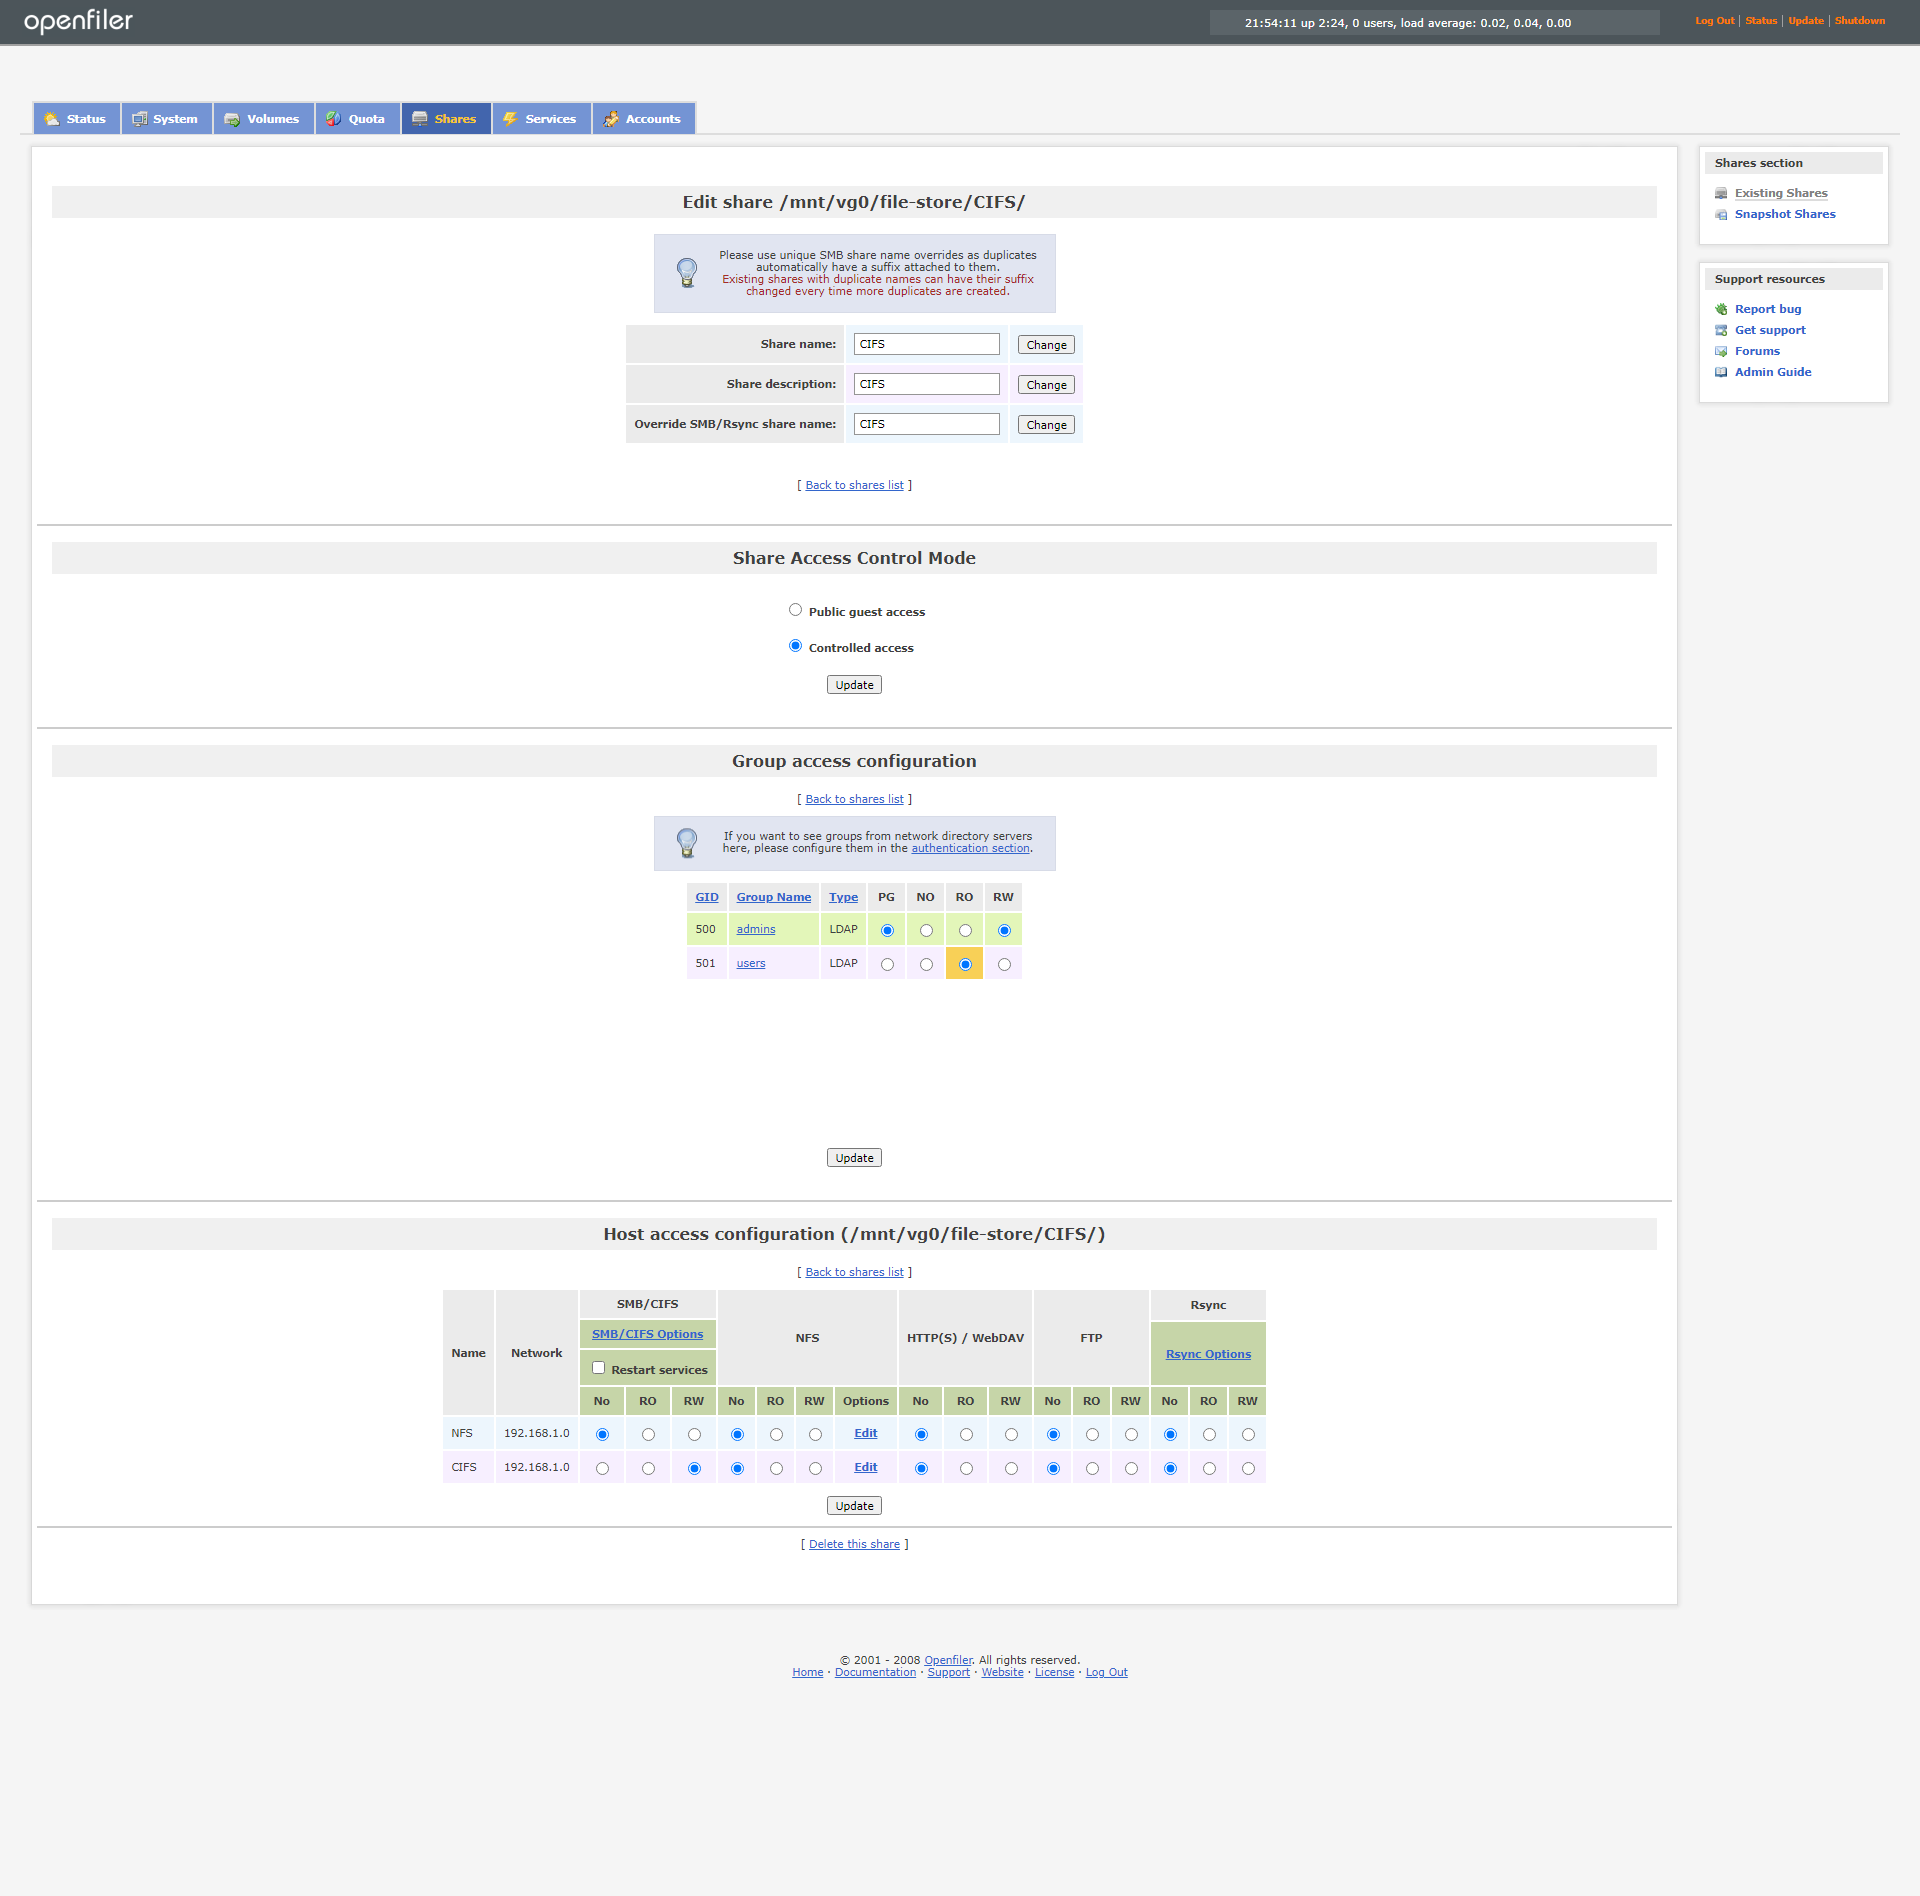 openfiler
21:54:11 up 2:24, 0 users, load average: 0.02, 0.04, 0.00
Log Out | Status | Update | Shutdown
Status
System
Volumes
Quota
Shares
Services
Accounts
Edit share /mnt/vg0/file-store/CIFS/
Please use unique SMB share name overrides as duplicates
automatically have a suffix attached to them.
Existing shares with duplicate names can have their suffix
changed every time more duplicates are created.
Share name: CIFS Change
Share description: CIFS Change
Override SMB/Rsync share name: CIFS Change
[ Back to shares list ]
Share Access Control Mode
Public guest access
Controlled access
Update
Group access configuration
[ Back to shares list ]
If you want to see groups from network directory servers
here, please configure them in the authentication section.
GID Group Name Type PG NO RO RW
500 admins LDAP
501 users LDAP
Update
Host access configuration (/mnt/vg0/file-store/CIFS/)
[ Back to shares list ]
Name Network SMB/CIFS NFS HTTP(S) / WebDAV FTP Rsync
SMB/CIFS Options
Restart services
Rsync Options
No RO RW No RO RW Options No RO RW No RO RW No RO RW
NFS 192.168.1.0 Edit
CIFS 192.168.1.0 Edit
Update
[ Delete this share ]
Shares section
Existing Shares
Snapshot Shares
Support resources
Report bug
Get support
Forums
Admin Guide
© 2001 - 2008 Openfiler. All rights reserved.
Home · Documentation · Support · Website · License · Log Out